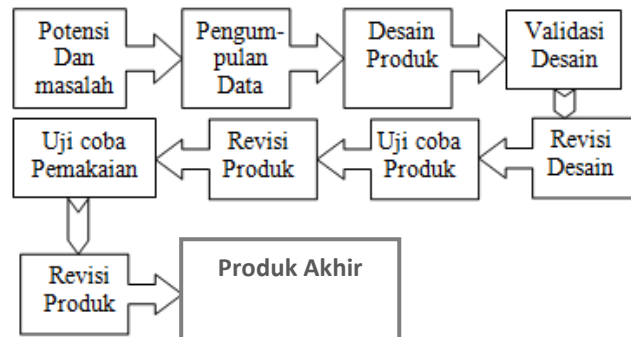 Potensi
Dan
masalah
Pengum-
pulan
Data
Desain
Produk
Validasi
Desain
Revisi
Desain
Uji coba
Produk
Revisi
Produk
Uji coba
Pemakaian
Revisi
Produk
Produk Akhir